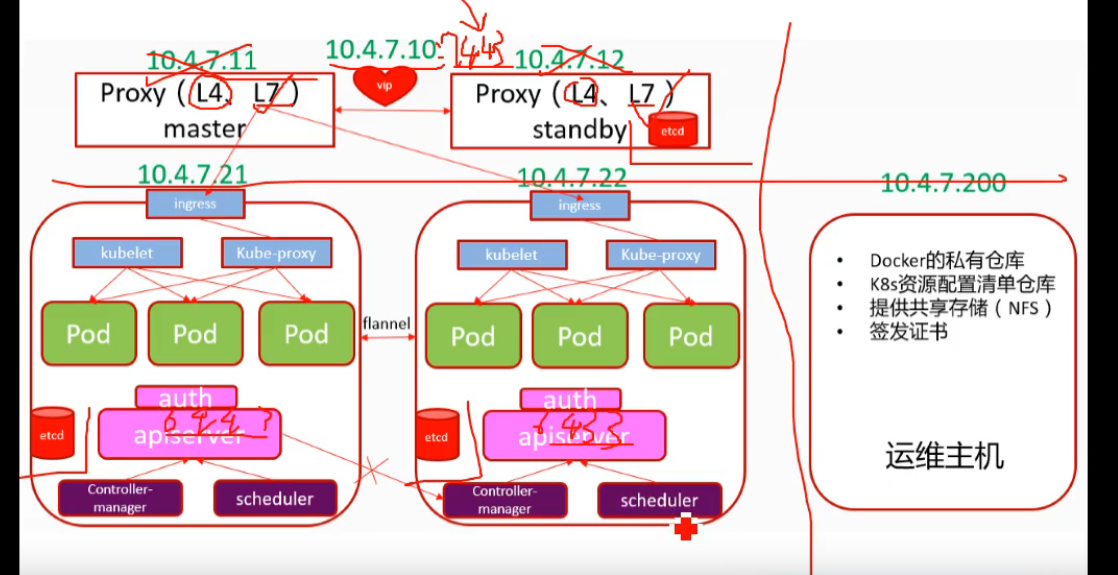 10.4.7.11
10.4.7.10:7443
10.4.7.12
Proxy（L4、L7）
master
vip
Proxy（L4、L7）
standby
etcd
10.4.7.21
10.4.7.22
10.4.7.200
ingress
kubelet
Kube-proxy
Pod
Pod
Pod
flannel
ingress
kubelet
Kube-proxy
Pod
Pod
Pod
auth
apiserver
etcd
Controller-
manager
scheduler
auth
apiserver
etcd
Controller-
manager
scheduler
• Docker的私有仓库
• K8s资源配置清单仓库
• 提供共享存储（NFS）
• 签发证书
运维主机